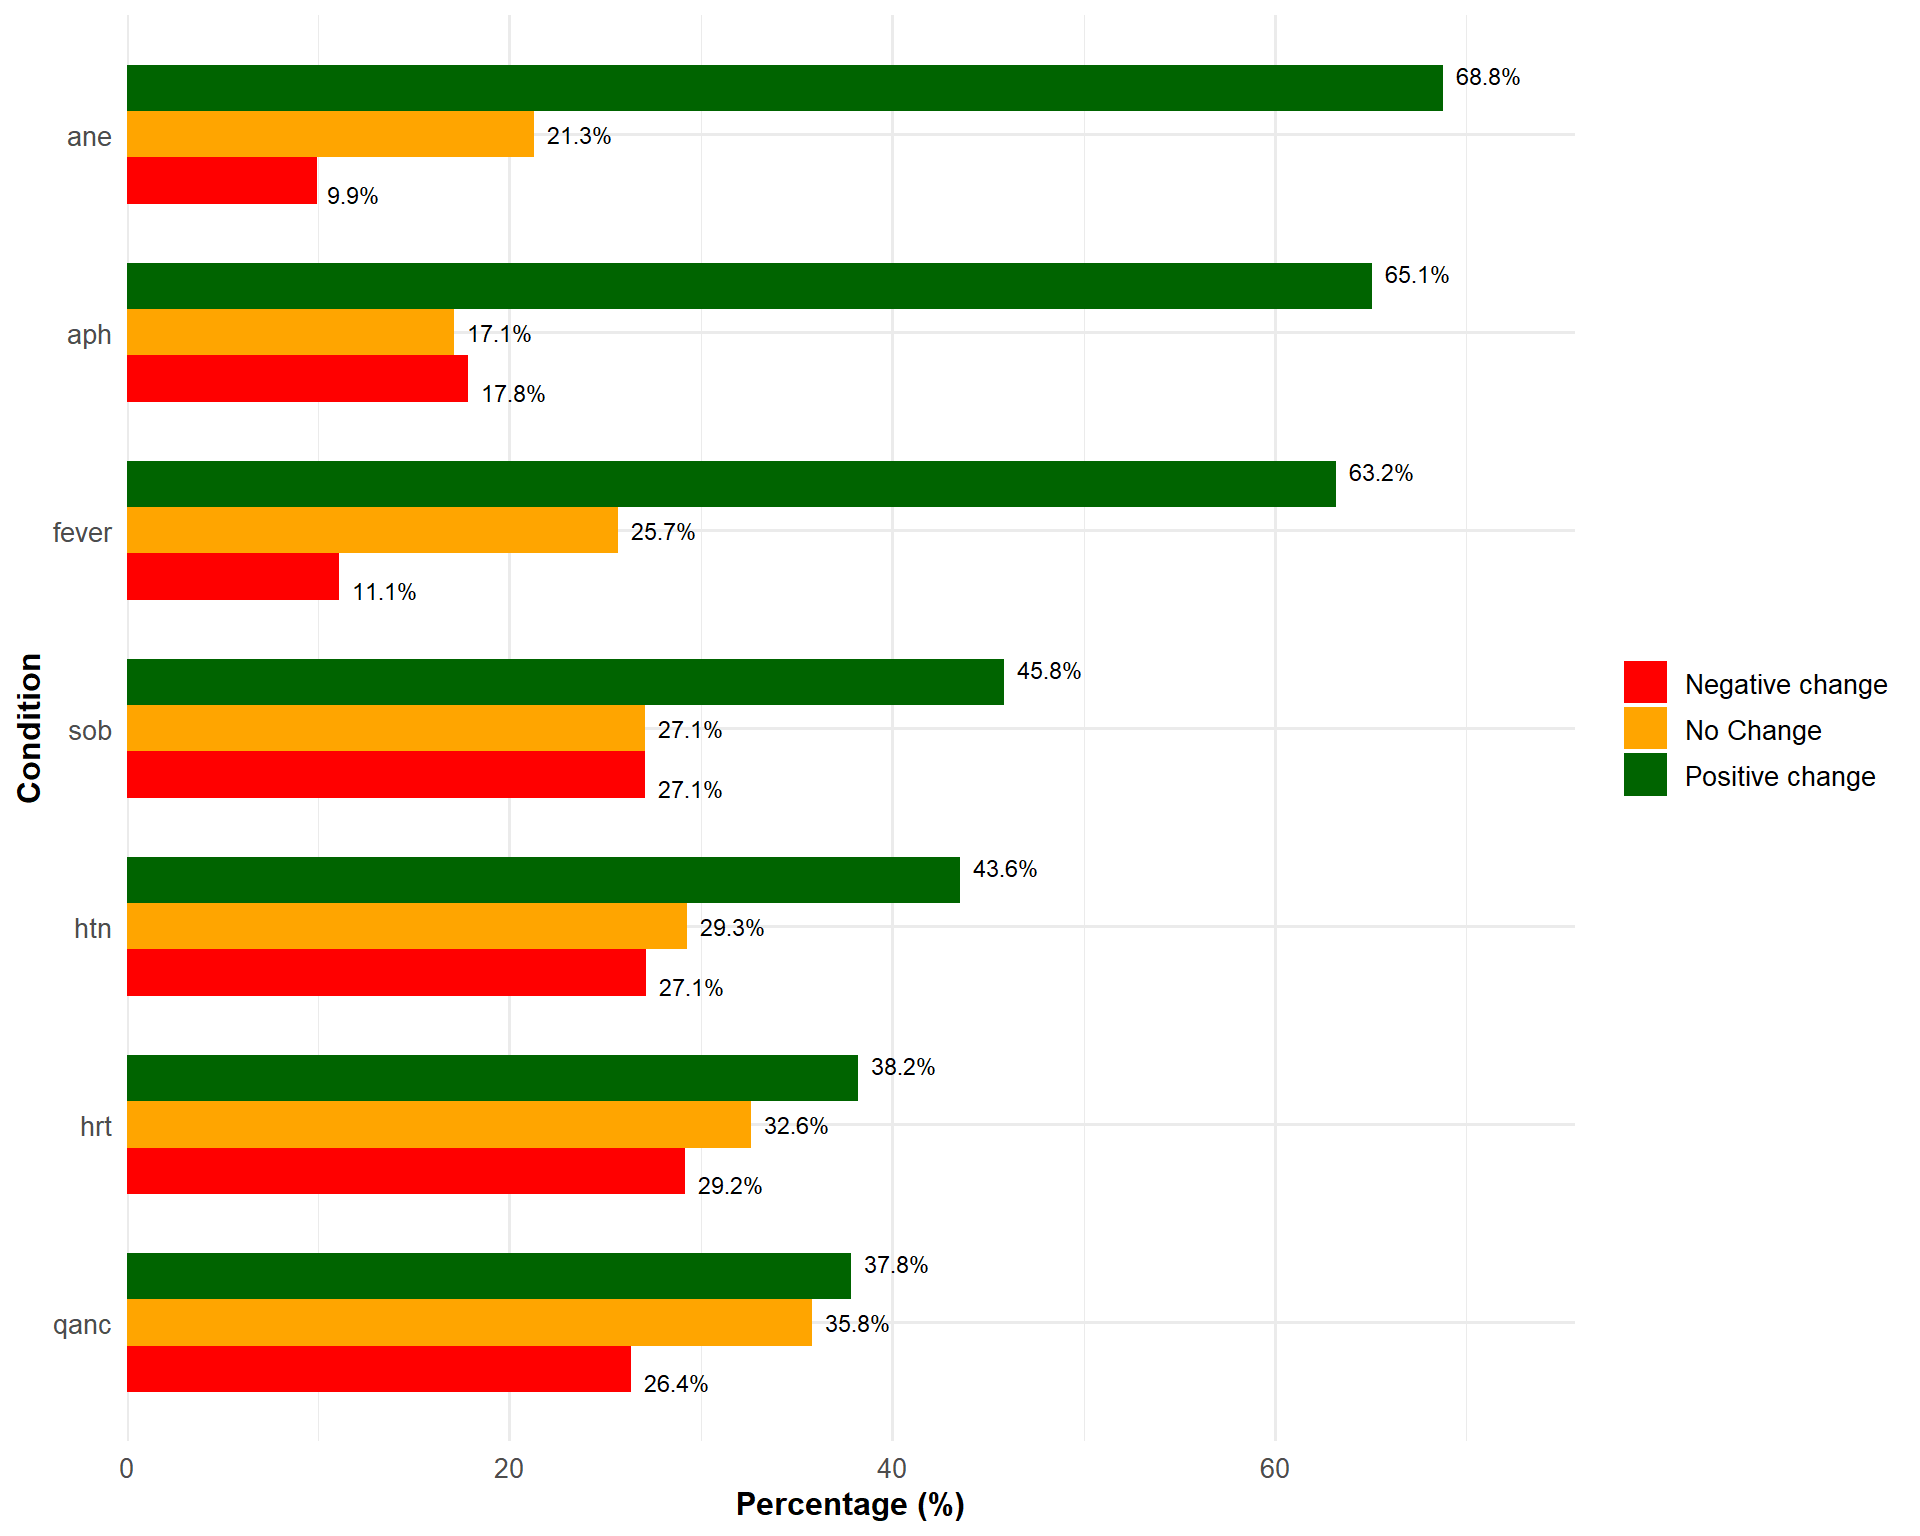 68.8%
ane
21.3%
9.9%
65.1%
aph
17.1%
17.8%
63.2%
fever
25.7%
11.1%
45.8%
sob
27.1%
27.1%
Condition
43.6%
htn
29.3%
27.1%
38.2%
hrt
32.6%
29.2%
37.8%
qanc
35.8%
26.4%
0 20 40 60
Percentage (%)
Negative change
No Change
Positive change